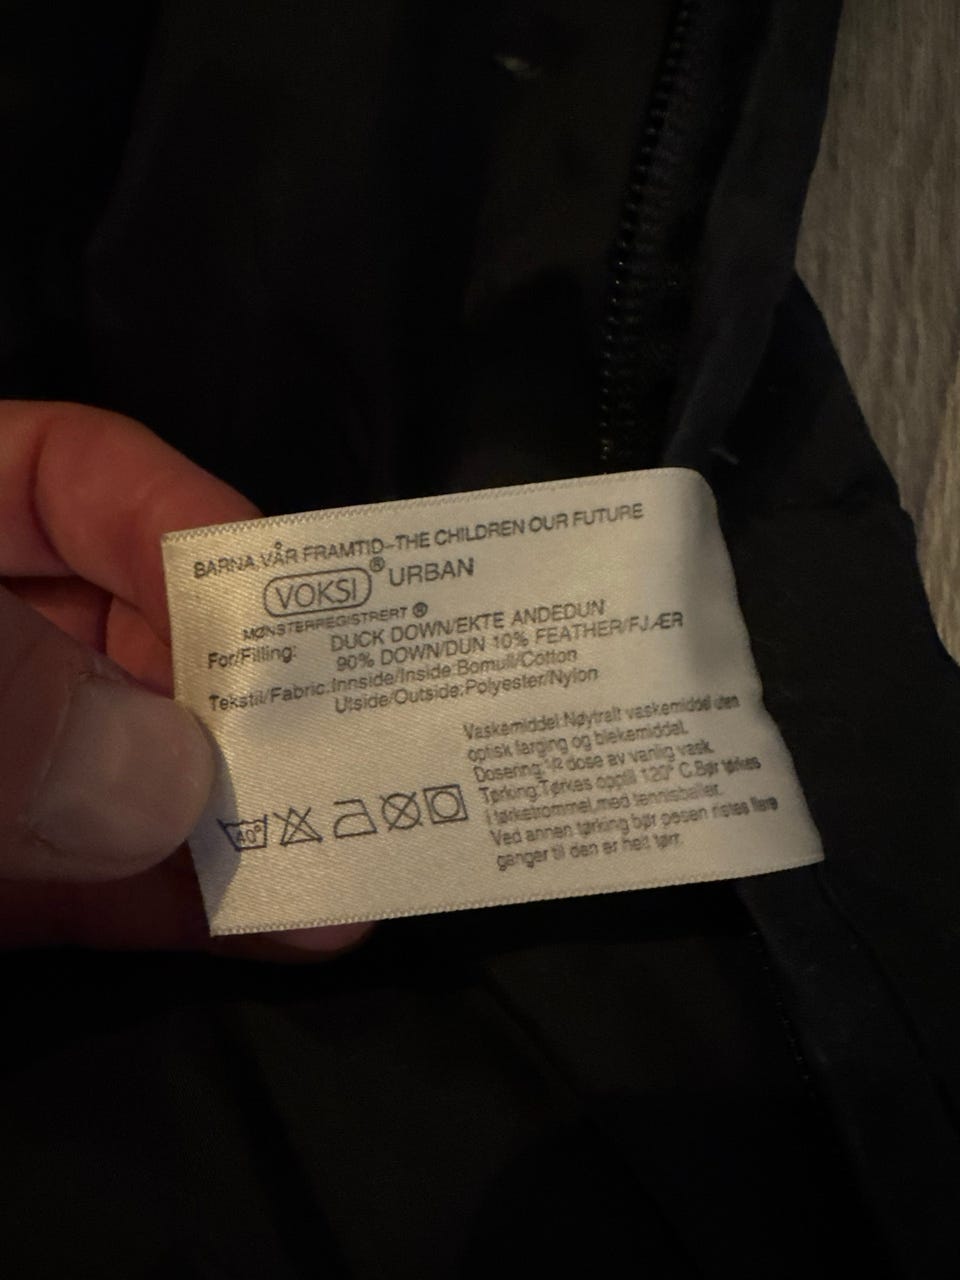 BARNA VÅR FRAMTID-THE CHILDREN OUR FUTURE
VOKSI® URBAN
MØNSTERREGISTRERT ®
For/Filling: DUCK DOWN/EKTE ANDEDUN
90% DOWN/DUN 10% FEATHER/FJÆR
Tekstil/Fabric:Innside/Inside:Bomull/Cotton
Utside/Outside:Polyester/Nylon
Vaskemiddel:Nøytralt vaskemiddel uten
optisk farging og blekemiddel.
Dosering:1/2 dose av vanlig vask.
Tørking:Tørkes opptil 120° C.Bør tørkes
i tørketrommel med tennisballer.
Ved annen tørking bør posen ristes flere
ganger til den er helt tørr.
40°